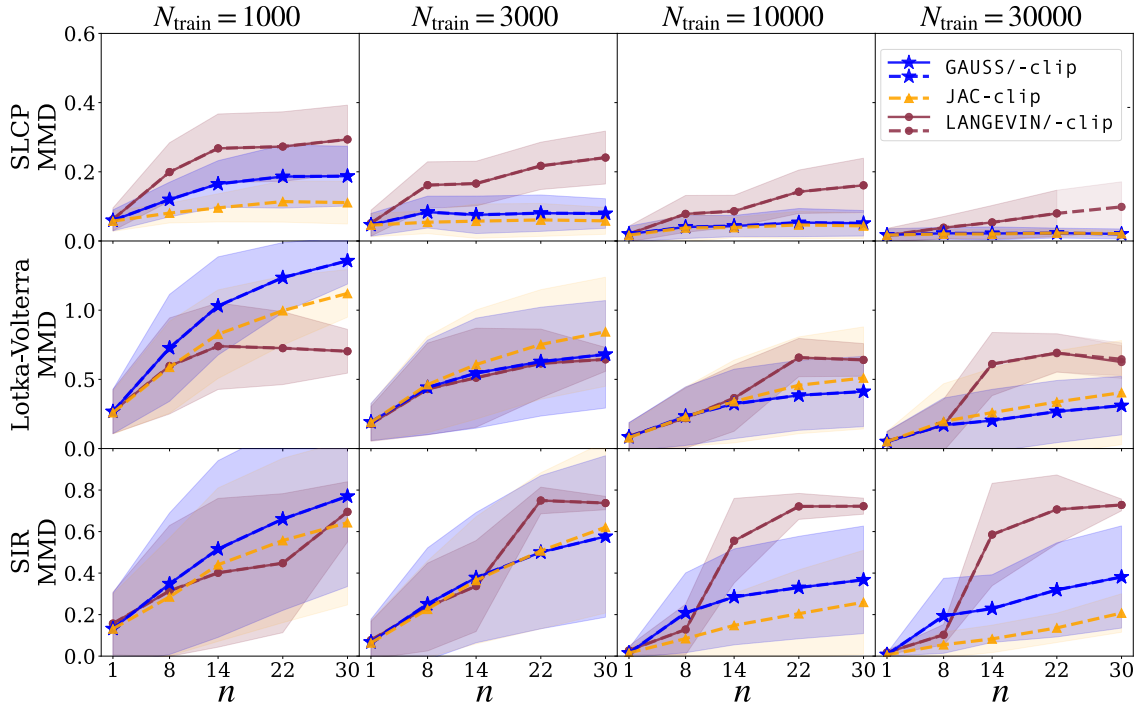 N_train = 1000 N_train = 3000 N_train = 10000 N_train = 30000
SLCP
MMD
0.6
0.4
0.2
0.0
GAUSS/-clip
JAC-clip
LANGEVIN/-clip
Lotka-Volterra
MMD
1.0
0.5
0.0
SIR
MMD
0.0
0.8
0.6
0.4
0.2
0.0
1 8 14 22 30 1 8 14 22 30 1 8 14 22 30 1 8 14 22 30
n n n n